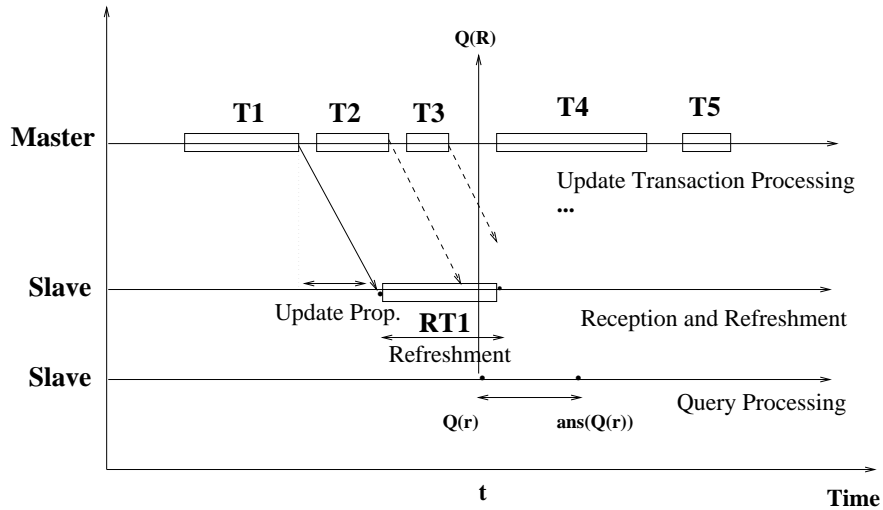 Q(R)
T1 T2 T3 T4 T5
Master
Update Transaction Processing
...
Slave
Update Prop.
RT1
Reception and Refreshment
Refreshment
Slave
Query Processing
Q(r) ans(Q(r))
t
Time